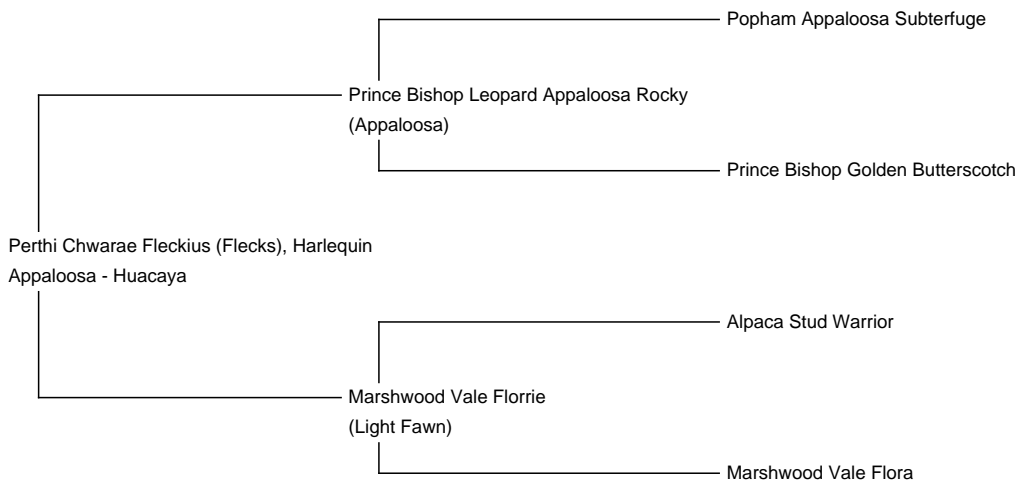 Popham Appaloosa Subterfuge
Prince Bishop Leopard Appaloosa Rocky
(Appaloosa)
Prince Bishop Golden Butterscotch
Perthi Chwarae Fleckius (Flecks), Harlequin
Appaloosa - Huacaya
Alpaca Stud Warrior
Marshwood Vale Florrie
(Light Fawn)
Marshwood Vale Flora